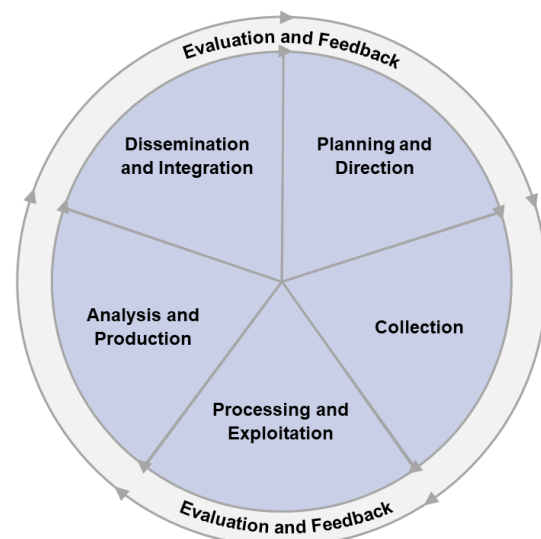 Evaluation and Feedback
Dissemination
and Integration
Planning and
Direction
Analysis and
Production
Collection
Processing and
Exploitation
Evaluation and Feedback